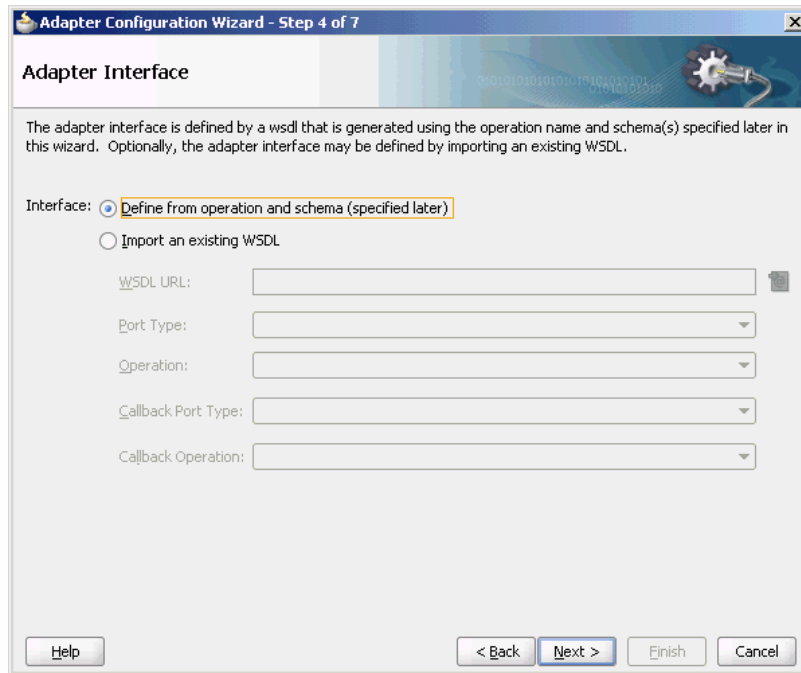 Adapter Configuration Wizard - Step 4 of 7
Adapter Interface
The adapter interface is defined by a wsdl that is generated using the operation name and schema(s) specified later in
this wizard.  Optionally, the adapter interface may be defined by importing an existing WSDL.
Interface: Define from operation and schema (specified later)
Import an existing WSDL
WSDL URL:
Port Type:
Operation:
Callback Port Type:
Callback Operation:
Help < Back Next > Finish Cancel